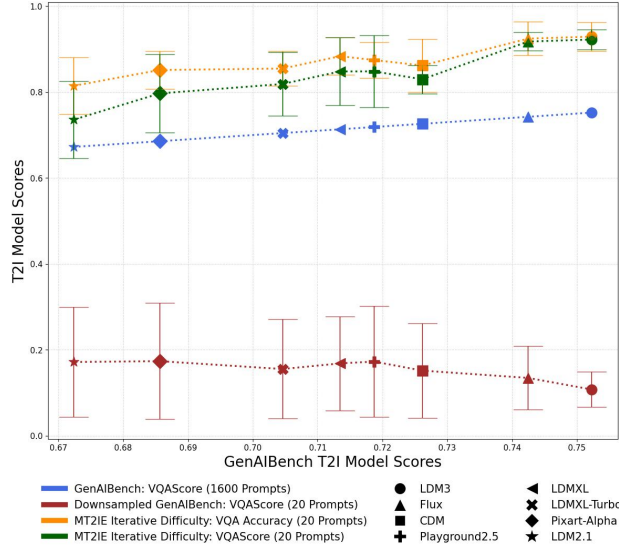 1.0
0.8
0.6
0.4
0.2
0.0
T2I Model Scores
0.67 0.68 0.69 0.70 0.71 0.72 0.73 0.74 0.75
GenAIBench T2I Model Scores
GenAIBench: VQAScore (1600 Prompts)
Downsampled GenAIBench: VQAScore (20 Prompts)
MT2IE Iterative Difficulty: VQA Accuracy (20 Prompts)
MT2IE Iterative Difficulty: VQAScore (20 Prompts)
LDM3
Flux
CDM
Playground2.5
LDMXL
LDMXL-Turbo
Pixart-Alpha
LDM2.1